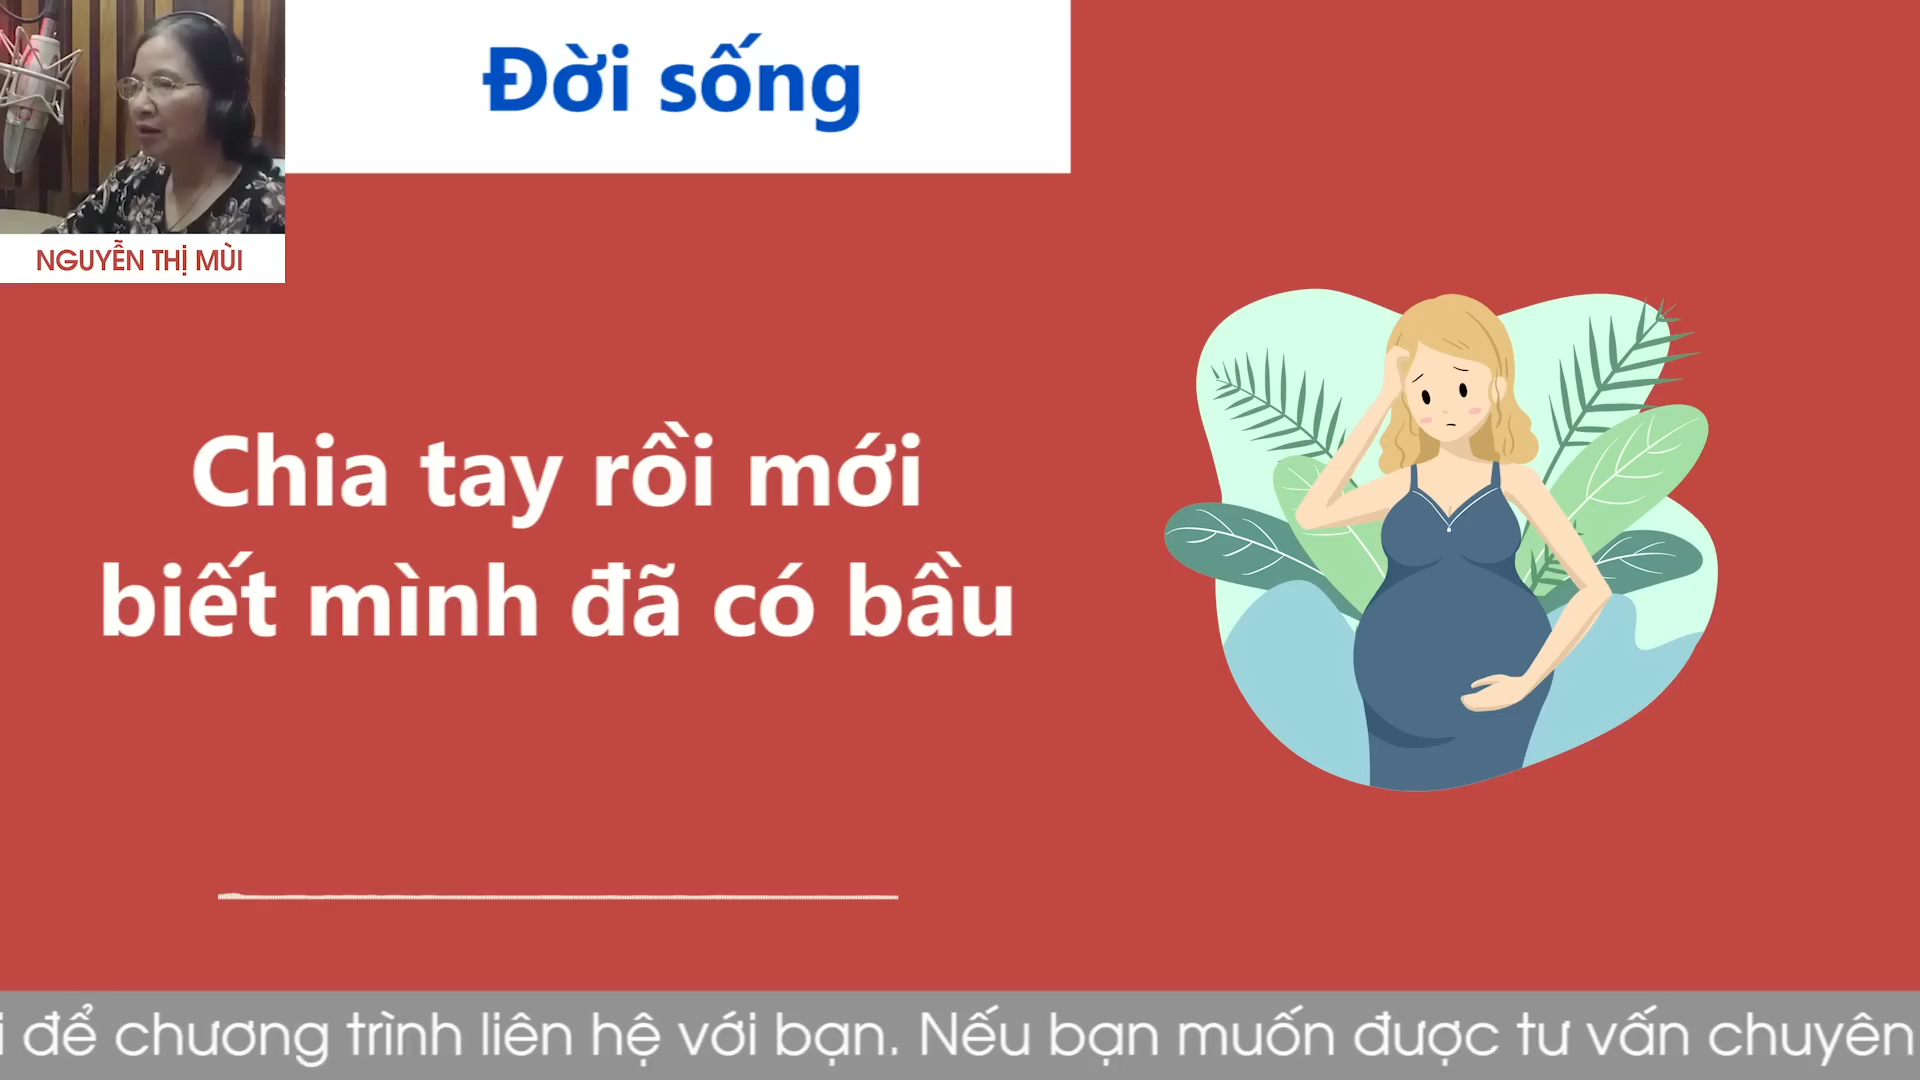 Đời sống
NGUYỄN THỊ MÙI
Chia tay rồi mới
biết mình đã có bầu
để chương trình liên hệ với bạn. Nếu bạn muốn được tư vấn chuyên